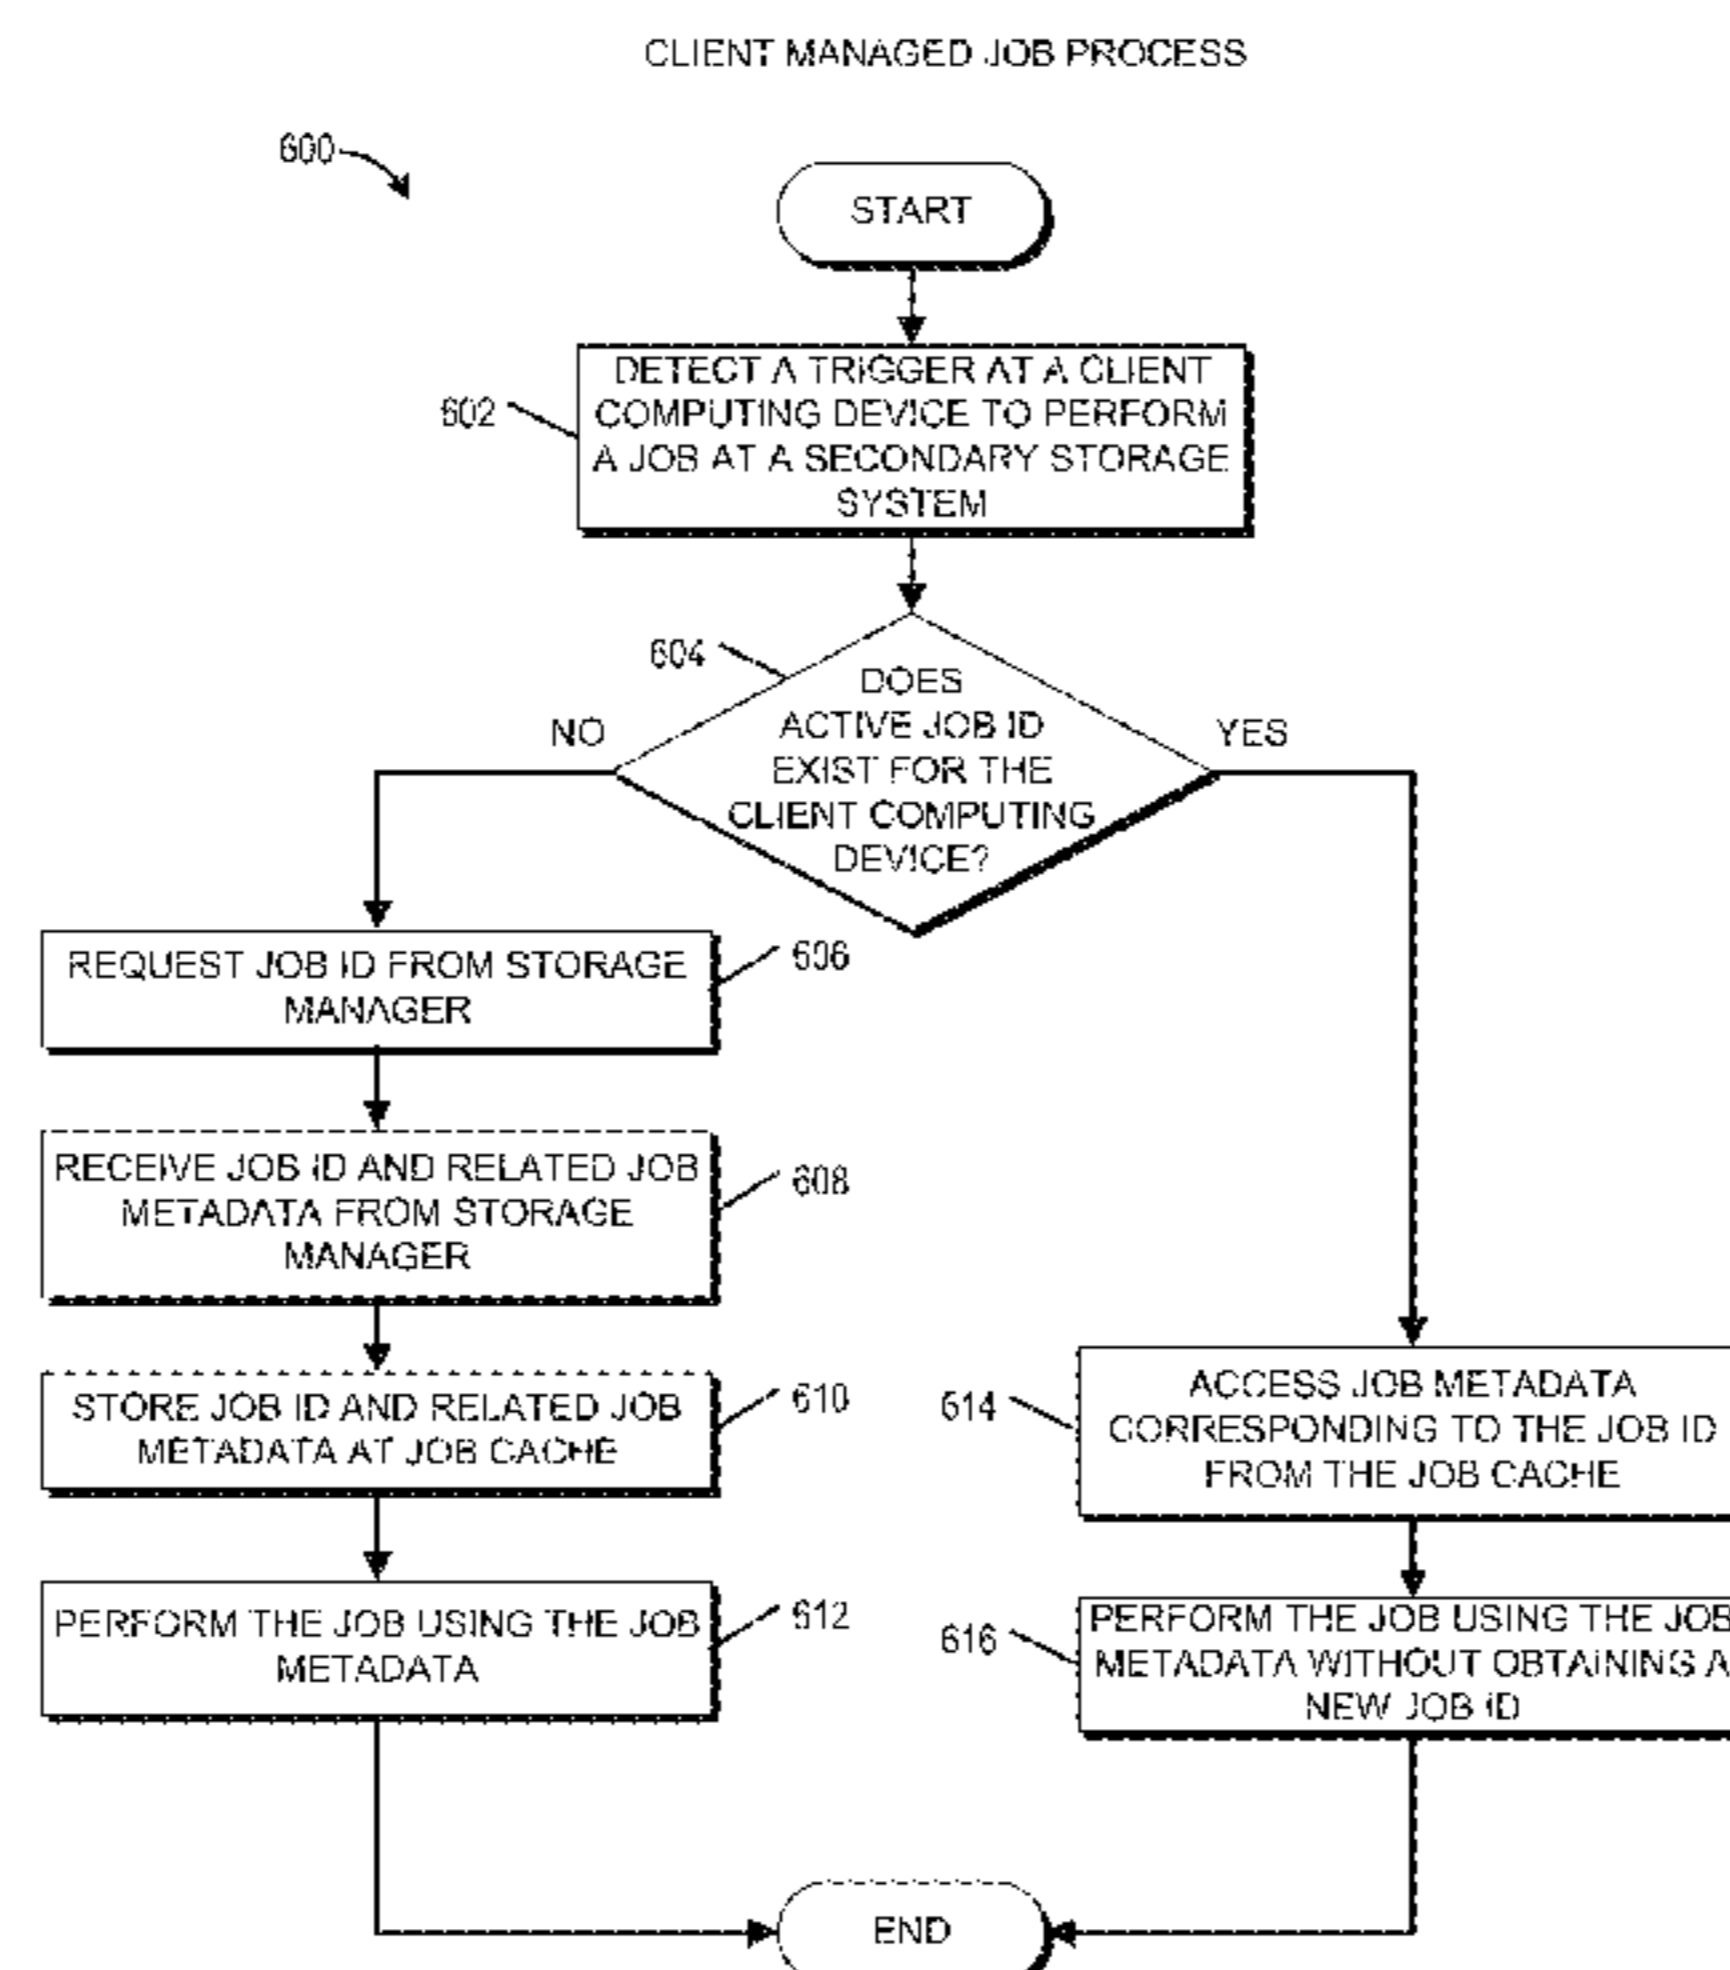 CLIENT MANAGED JOB PROCESS
600
START
602
DETECT A TRIGGER AT A CLIENT
COMPUTING DEVICE TO PERFORM
A JOB AT A SECONDARY STORAGE
SYSTEM
604
DOES
ACTIVE JOB ID
EXIST FOR THE
CLIENT COMPUTING
DEVICE?
NO
YES
REQUEST JOB ID FROM STORAGE
MANAGER
606
RECEIVE JOB ID AND RELATED JOB
METADATA FROM STORAGE
MANAGER
608
STORE JOB ID AND RELATED JOB
METADATA AT JOB CACHE
610
614
ACCESS JOB METADATA
CORRESPONDING TO THE JOB ID
FROM THE JOB CACHE
PERFORM THE JOB USING THE JOB
METADATA
612
616
PERFORM THE JOB USING THE JOB
METADATA WITHOUT OBTAINING A
NEW JOB ID
END